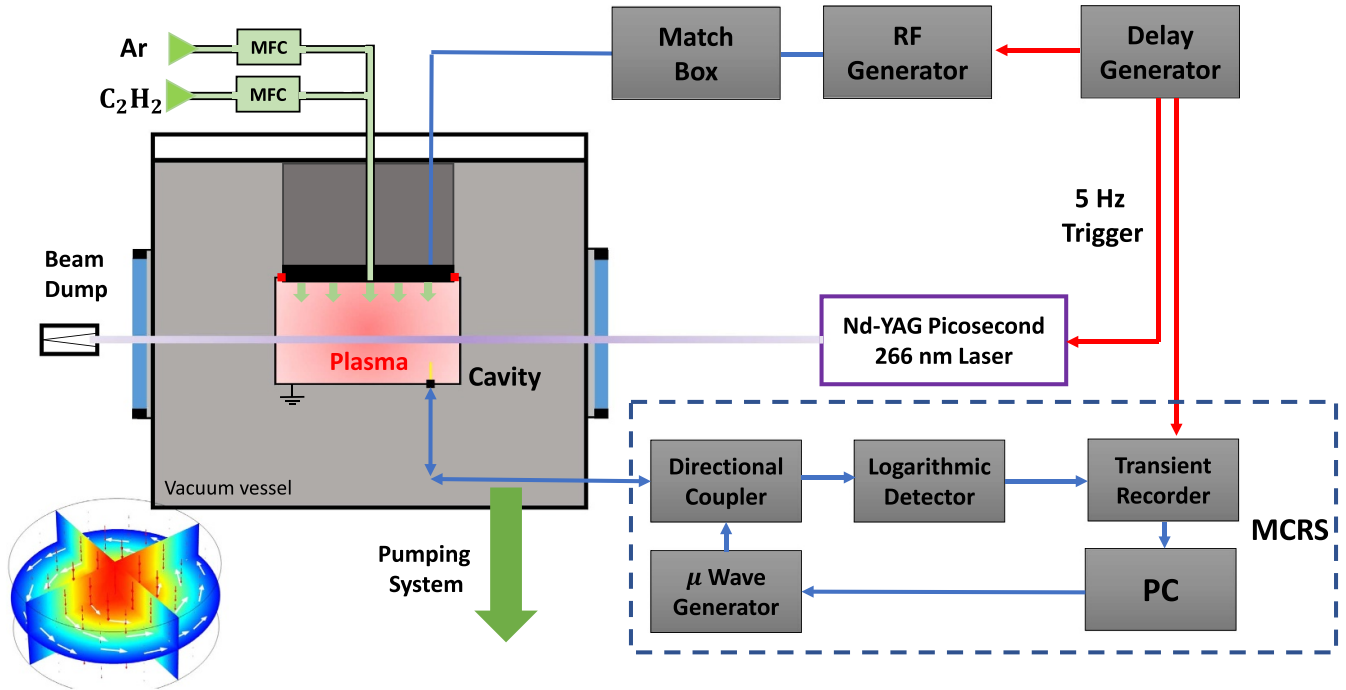 Ar
MFC
C₂H₂
MFC
Match
Box
RF
Generator
Delay
Generator
5 Hz
Trigger
Beam
Dump
Nd-YAG Picosecond
266 nm Laser
Plasma
Cavity
Vacuum vessel
Pumping
System
Directional
Coupler
Logarithmic
Detector
Transient
Recorder
MCRS
μ Wave
Generator
PC